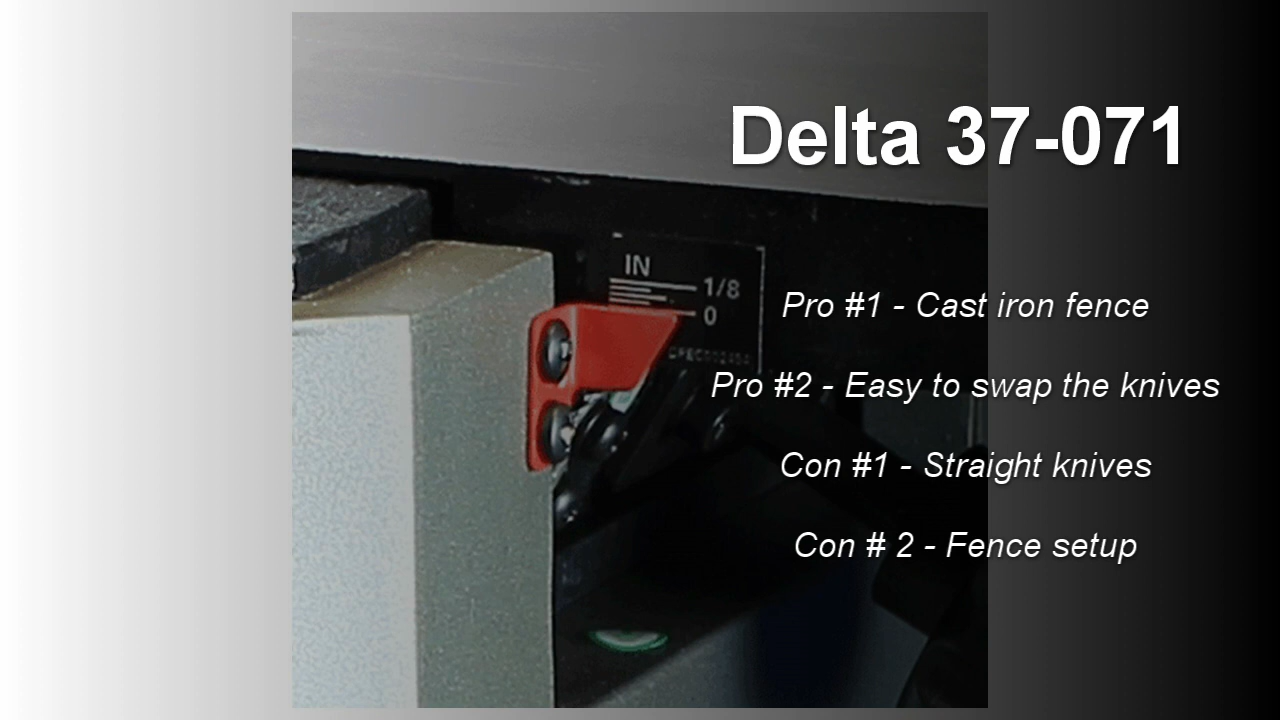 Delta 37-071
IN
1/8
0
Pro #1 - Cast iron fence
Pro #2 - Easy to swap the knives
Con #1 - Straight knives
Con # 2 - Fence setup